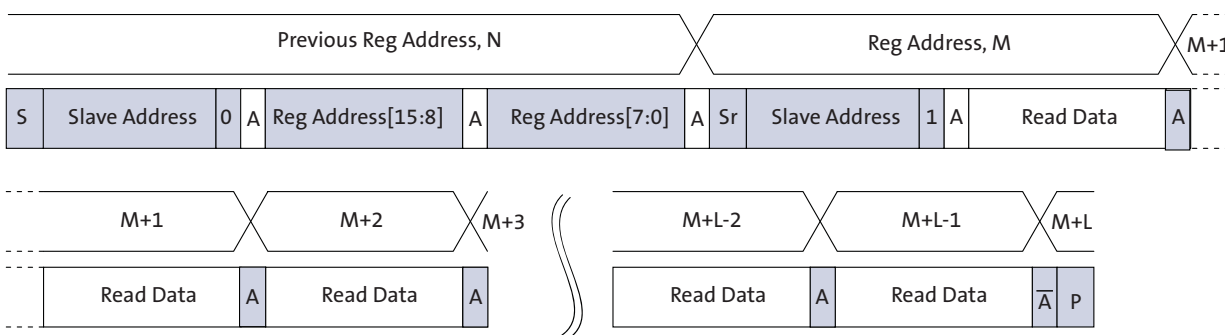 Previous Reg Address, N Reg Address, M M+1
S Slave Address 0 A Reg Address[15:8] A Reg Address[7:0] A Sr Slave Address 1 A Read Data A
M+1 M+2 M+3 M+L-2 M+L-1 M+L
Read Data A Read Data A Read Data A Read Data A̅ P